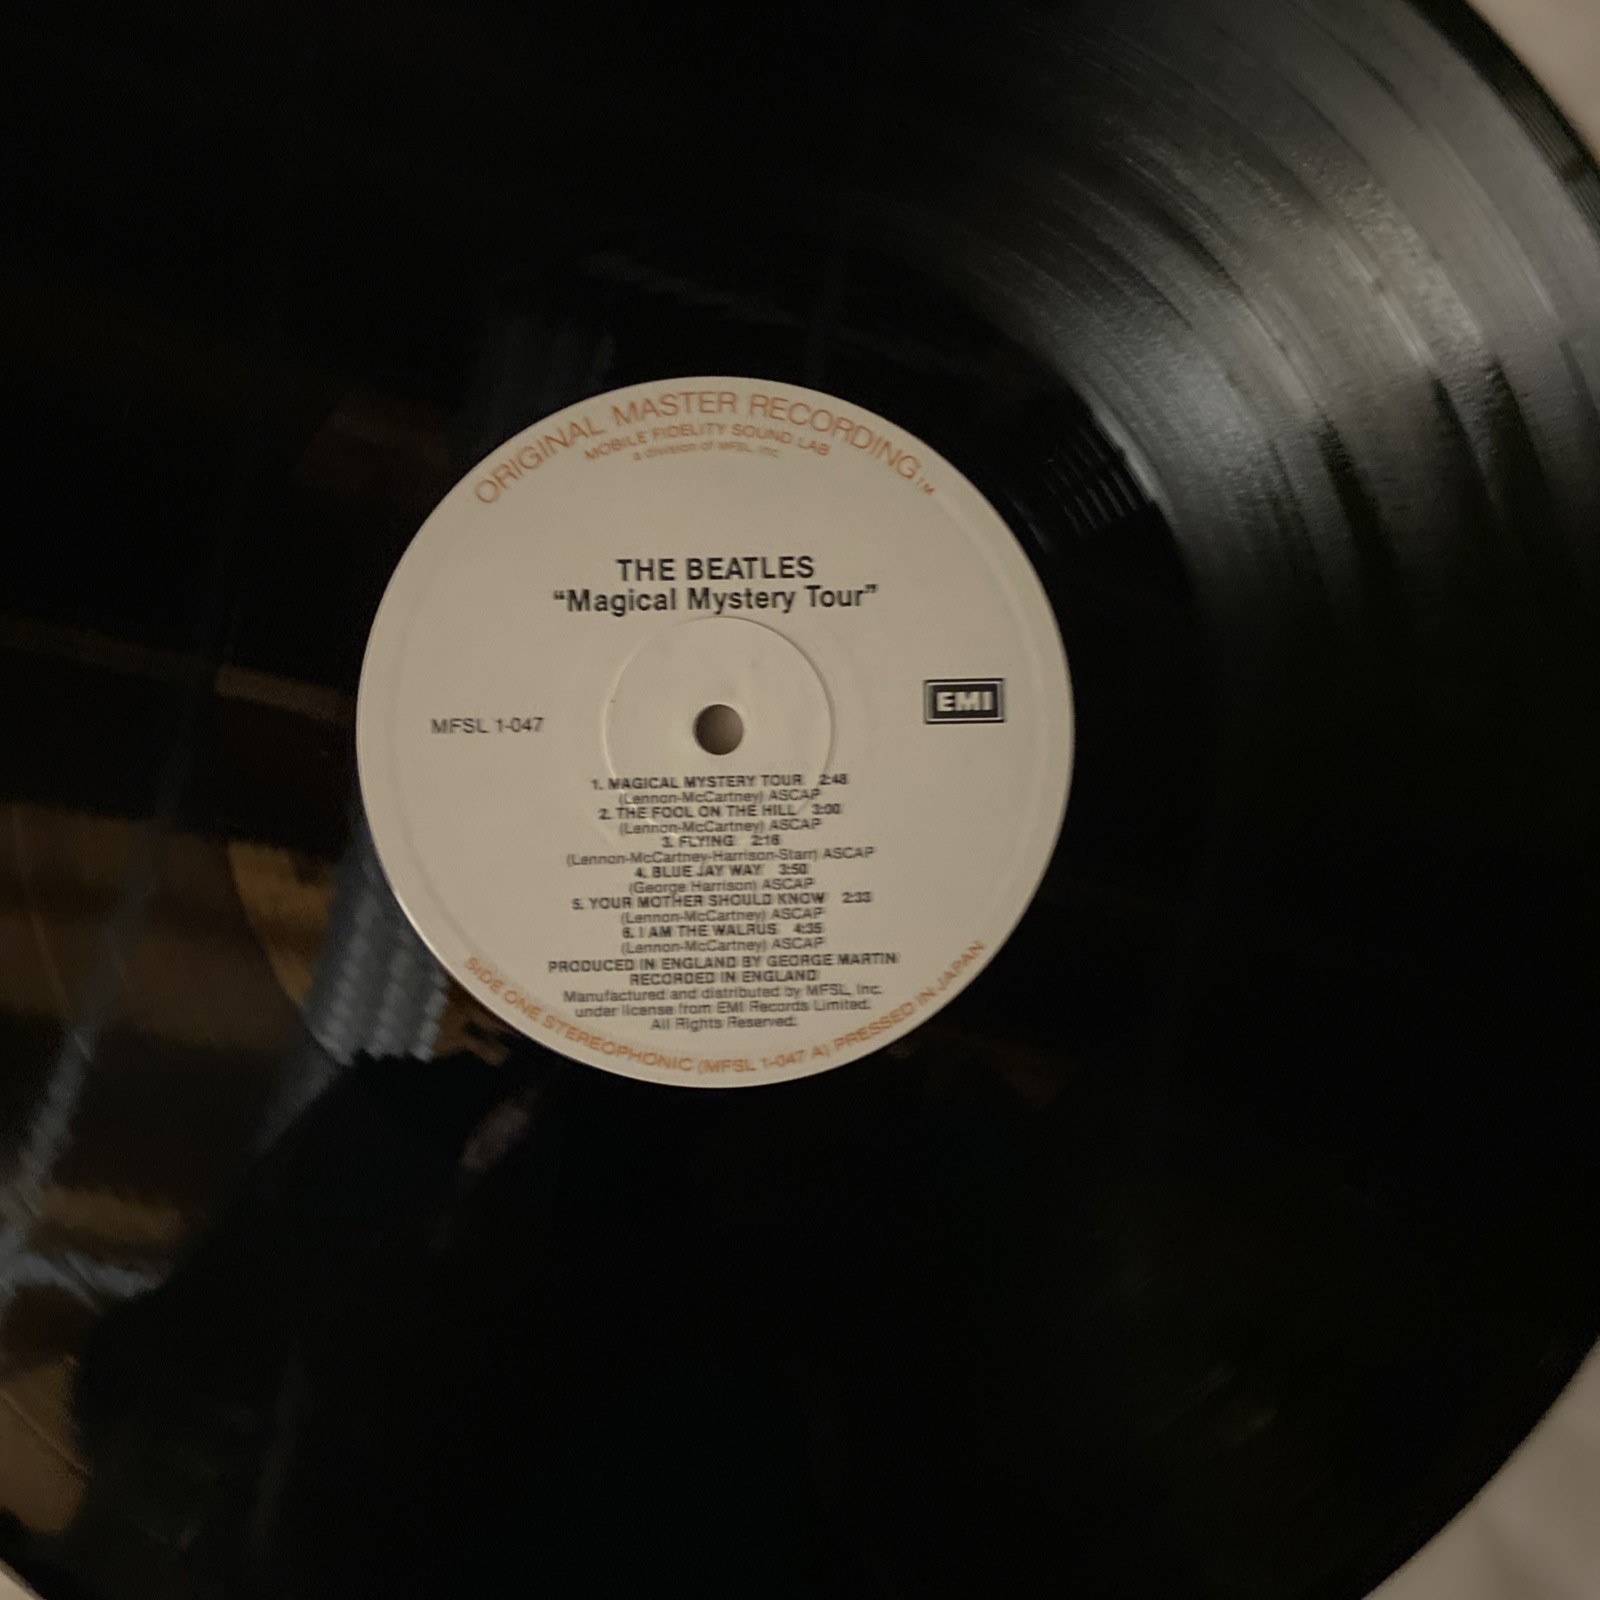 ORIGINAL MASTER RECORDING™
MOBILE FIDELITY SOUND LAB
a division of MFSL, Inc.
THE BEATLES
“Magical Mystery Tour”
EMI
MFSL 1-047
1. MAGICAL MYSTERY TOUR 2:48
(Lennon-McCartney) ASCAP
2. THE FOOL ON THE HILL 3:00
(Lennon-McCartney) ASCAP
3. FLYING 2:16
(Lennon-McCartney-Harrison-Starr) ASCAP
4. BLUE JAY WAY 3:50
(George Harrison) ASCAP
5. YOUR MOTHER SHOULD KNOW 2:33
(Lennon-McCartney) ASCAP
6. I AM THE WALRUS 4:35
(Lennon-McCartney) ASCAP
PRODUCED IN ENGLAND BY GEORGE MARTIN
RECORDED IN ENGLAND
Manufactured and distributed by MFSL, Inc.
under license from EMI Records Limited.
All Rights Reserved.
SIDE ONE STEREOPHONIC (MFSL 1-047 A) PRESSED IN JAPAN